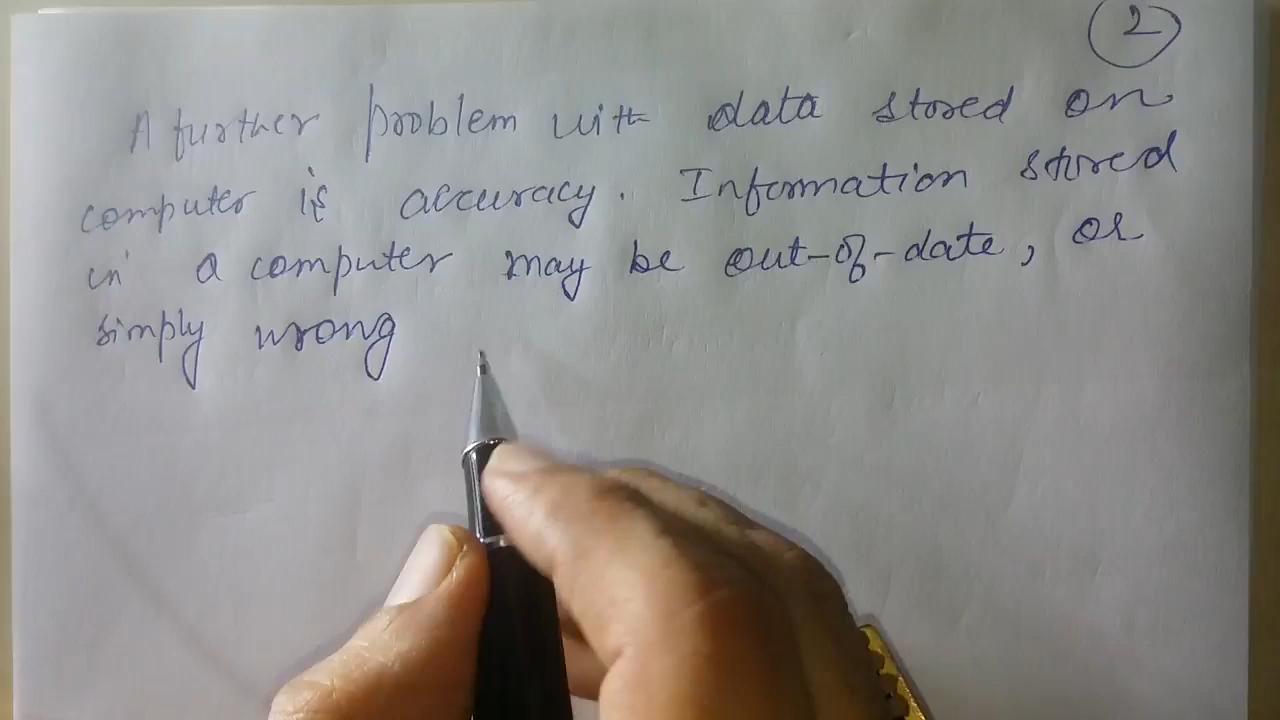 2
A further problem with data stored on
computer is accuracy. Information stored
in a computer may be out-of-date, or
simply wrong